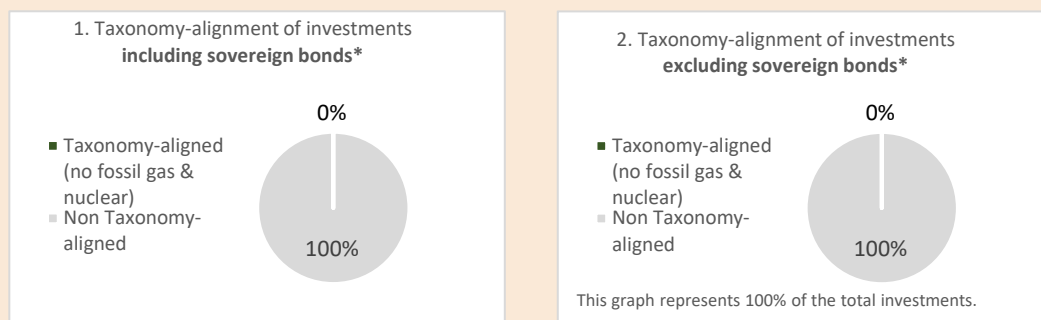 1. Taxonomy-alignment of investments
including sovereign bonds*
0%
Taxonomy-aligned
(no fossil gas &
nuclear)
Non Taxonomy-
aligned
100%
2. Taxonomy-alignment of investments
excluding sovereign bonds*
0%
Taxonomy-aligned
(no fossil gas &
nuclear)
Non Taxonomy-
aligned
100%
This graph represents 100% of the total investments.